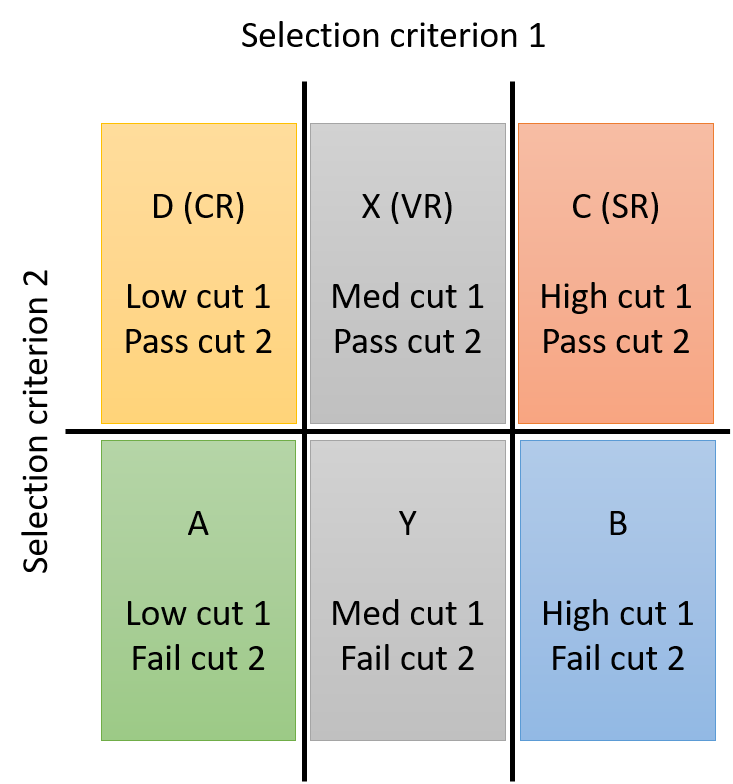 Selection criterion 1
Selection criterion 2
D (CR)
Low cut 1
Pass cut 2
X (VR)
Med cut 1
Pass cut 2
C (SR)
High cut 1
Pass cut 2
A
Low cut 1
Fail cut 2
Y
Med cut 1
Fail cut 2
B
High cut 1
Fail cut 2